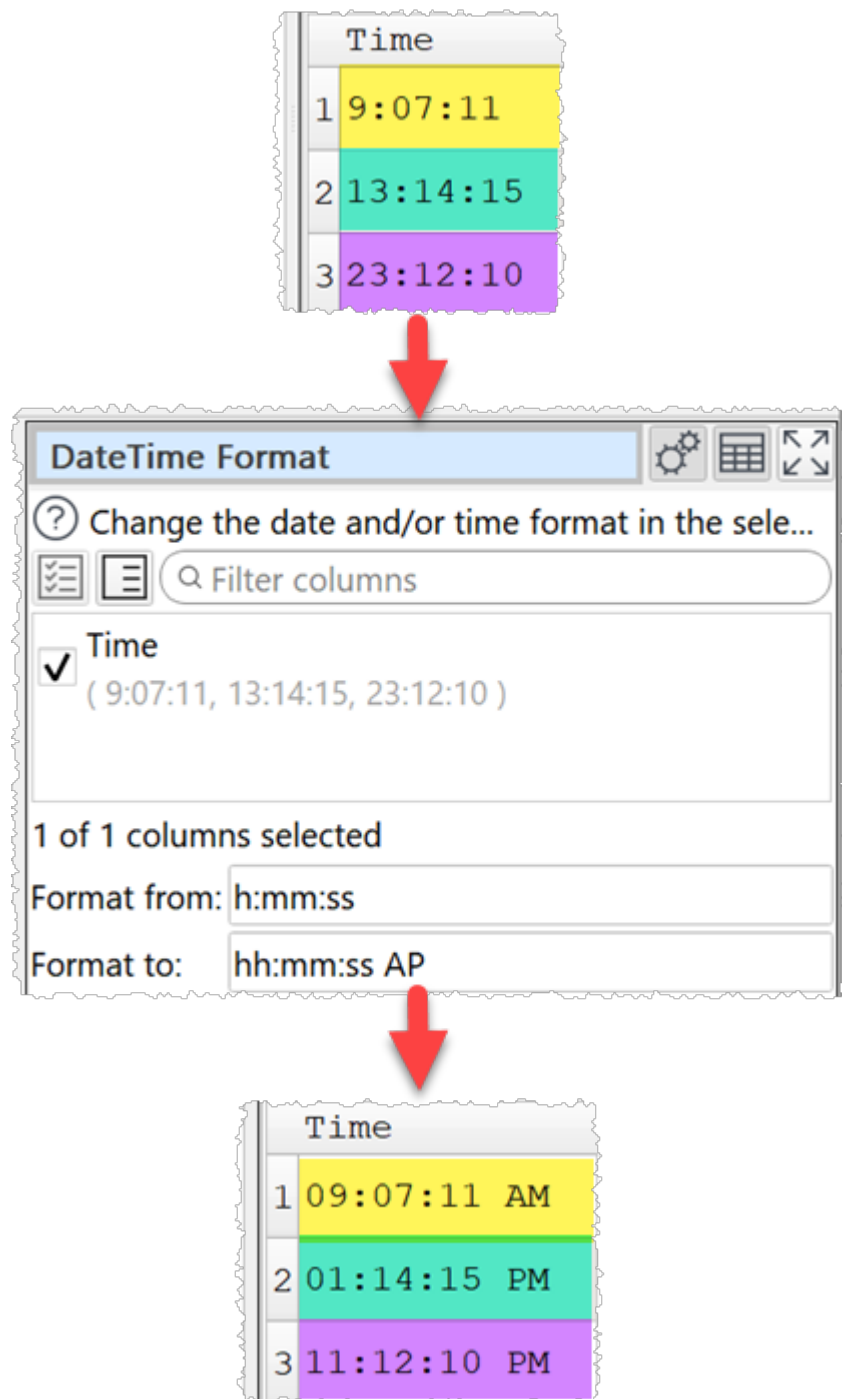 Time
1 9:07:11
2 13:14:15
3 23:12:10
DateTime Format
? Change the date and/or time format in the sele...
Filter columns
Time
( 9:07:11, 13:14:15, 23:12:10 )
1 of 1 columns selected
Format from: h:mm:ss
Format to: hh:mm:ss AP
Time
1 09:07:11 AM
2 01:14:15 PM
3 11:12:10 PM